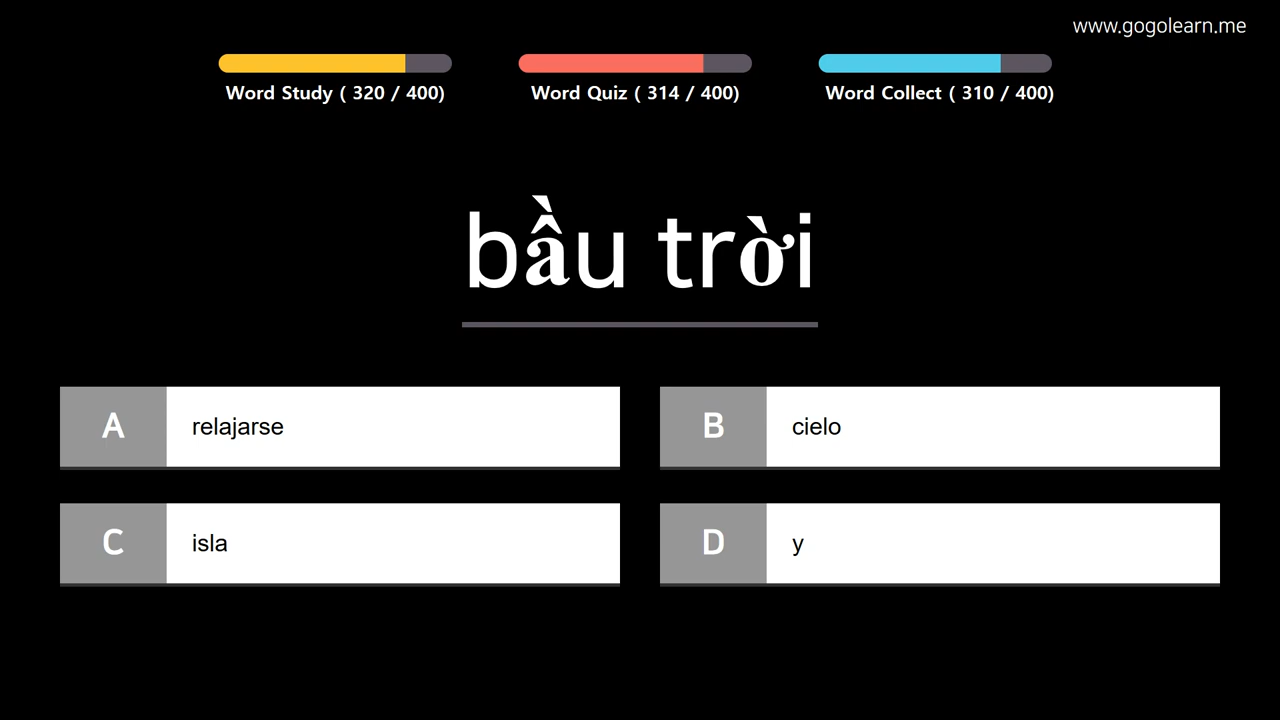 www.gogolearn.me
Word Study ( 320 / 400)
Word Quiz ( 314 / 400)
Word Collect ( 310 / 400)
bầu trời
A relajarse
B cielo
C isla
D y